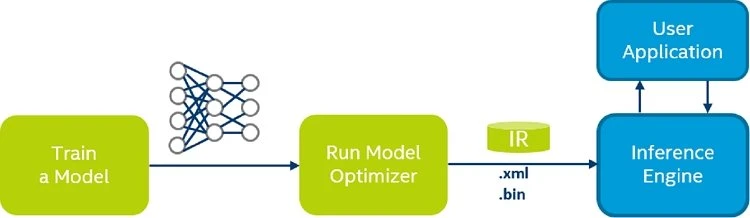 Train
a Model
Run Model
Optimizer
IR
.xml
.bin
User
Application
Inference
Engine